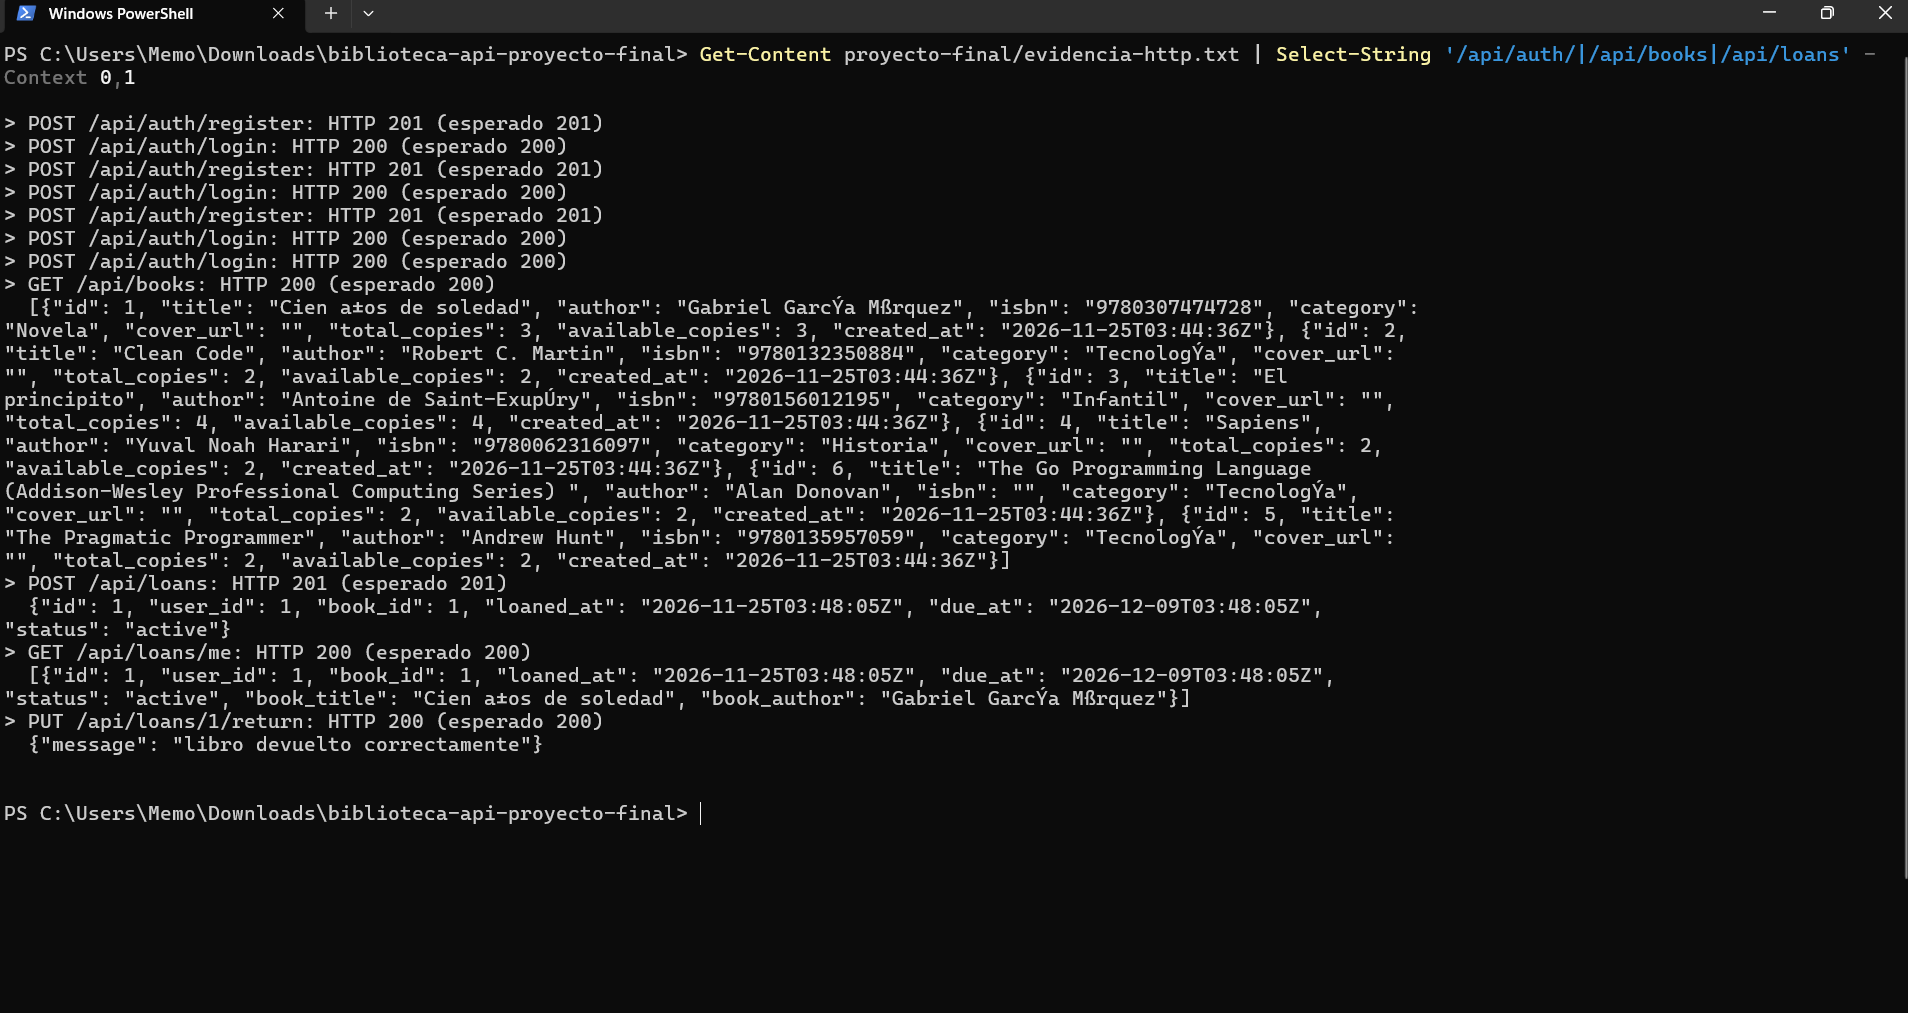 Windows PowerShell
PS C:\Users\Memo\Downloads\biblioteca-api-proyecto-final> Get-Content proyecto-final/evidencia-http.txt | Select-String '/api/auth/|/api/books|/api/loans' -
Context 0,1
> POST /api/auth/register: HTTP 201 (esperado 201)
> POST /api/auth/login: HTTP 200 (esperado 200)
> POST /api/auth/register: HTTP 201 (esperado 201)
> POST /api/auth/login: HTTP 200 (esperado 200)
> POST /api/auth/register: HTTP 201 (esperado 201)
> POST /api/auth/login: HTTP 200 (esperado 200)
> POST /api/auth/login: HTTP 200 (esperado 200)
> GET /api/books: HTTP 200 (esperado 200)
  [{"id": 1, "title": "Cien a±os de soledad", "author": "Gabriel GarcÝa Mßrquez", "isbn": "9780307474728", "category":
"Novela", "cover_url": "", "total_copies": 3, "available_copies": 3, "created_at": "2026-11-25T03:44:36Z"}, {"id": 2,
"title": "Clean Code", "author": "Robert C. Martin", "isbn": "9780132350884", "category": "TecnologÝa", "cover_url":
"", "total_copies": 2, "available_copies": 2, "created_at": "2026-11-25T03:44:36Z"}, {"id": 3, "title": "El
principito", "author": "Antoine de Saint-ExupÚry", "isbn": "9780156012195", "category": "Infantil", "cover_url": "",
"total_copies": 4, "available_copies": 4, "created_at": "2026-11-25T03:44:36Z"}, {"id": 4, "title": "Sapiens",
"author": "Yuval Noah Harari", "isbn": "9780062316097", "category": "Historia", "cover_url": "", "total_copies": 2,
"available_copies": 2, "created_at": "2026-11-25T03:44:36Z"}, {"id": 6, "title": "The Go Programming Language
(Addison-Wesley Professional Computing Series) ", "author": "Alan Donovan", "isbn": "", "category": "TecnologÝa",
"cover_url": "", "total_copies": 2, "available_copies": 2, "created_at": "2026-11-25T03:44:36Z"}, {"id": 5, "title":
"The Pragmatic Programmer", "author": "Andrew Hunt", "isbn": "9780135957059", "category": "TecnologÝa", "cover_url":
"", "total_copies": 2, "available_copies": 2, "created_at": "2026-11-25T03:44:36Z"}]
> POST /api/loans: HTTP 201 (esperado 201)
  {"id": 1, "user_id": 1, "book_id": 1, "loaned_at": "2026-11-25T03:48:05Z", "due_at": "2026-12-09T03:48:05Z",
"status": "active"}
> GET /api/loans/me: HTTP 200 (esperado 200)
  [{"id": 1, "user_id": 1, "book_id": 1, "loaned_at": "2026-11-25T03:48:05Z", "due_at": "2026-12-09T03:48:05Z",
"status": "active", "book_title": "Cien a±os de soledad", "book_author": "Gabriel GarcÝa Mßrquez"}]
> PUT /api/loans/1/return: HTTP 200 (esperado 200)
  {"message": "libro devuelto correctamente"}
PS C:\Users\Memo\Downloads\biblioteca-api-proyecto-final>